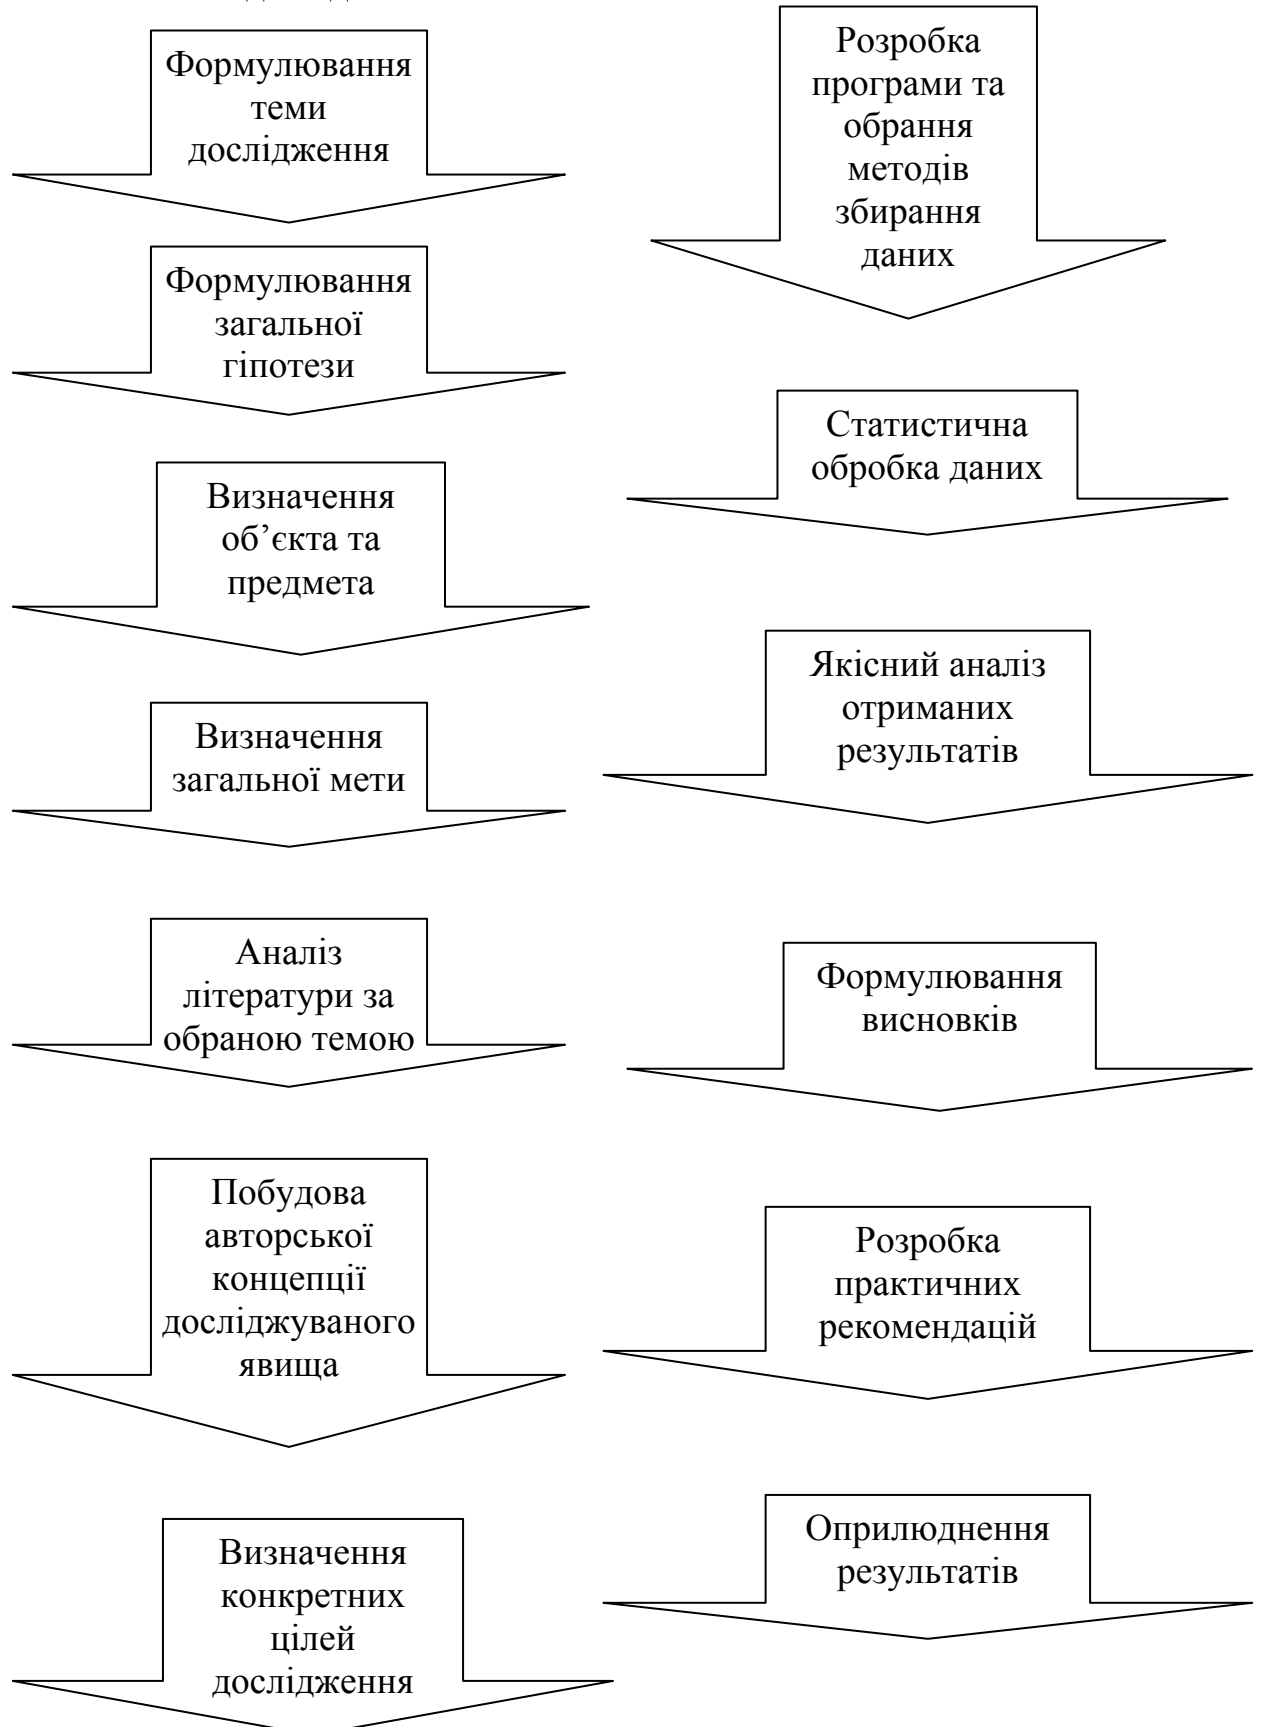 Формулювання
теми
дослідження
Формулювання
загальної
гіпотези
Визначення
об’єкта та
предмета
Визначення
загальної мети
Аналіз
літератури за
обраною темою
Побудова
авторської
концепції
досліджуваного
явища
Визначення
конкретних
цілей
дослідження
Розробка
програми та
обрання
методів
збирання
даних
Статистична
обробка даних
Якісний аналіз
отриманих
результатів
Формулювання
висновків
Розробка
практичних
рекомендацій
Оприлюднення
результатів